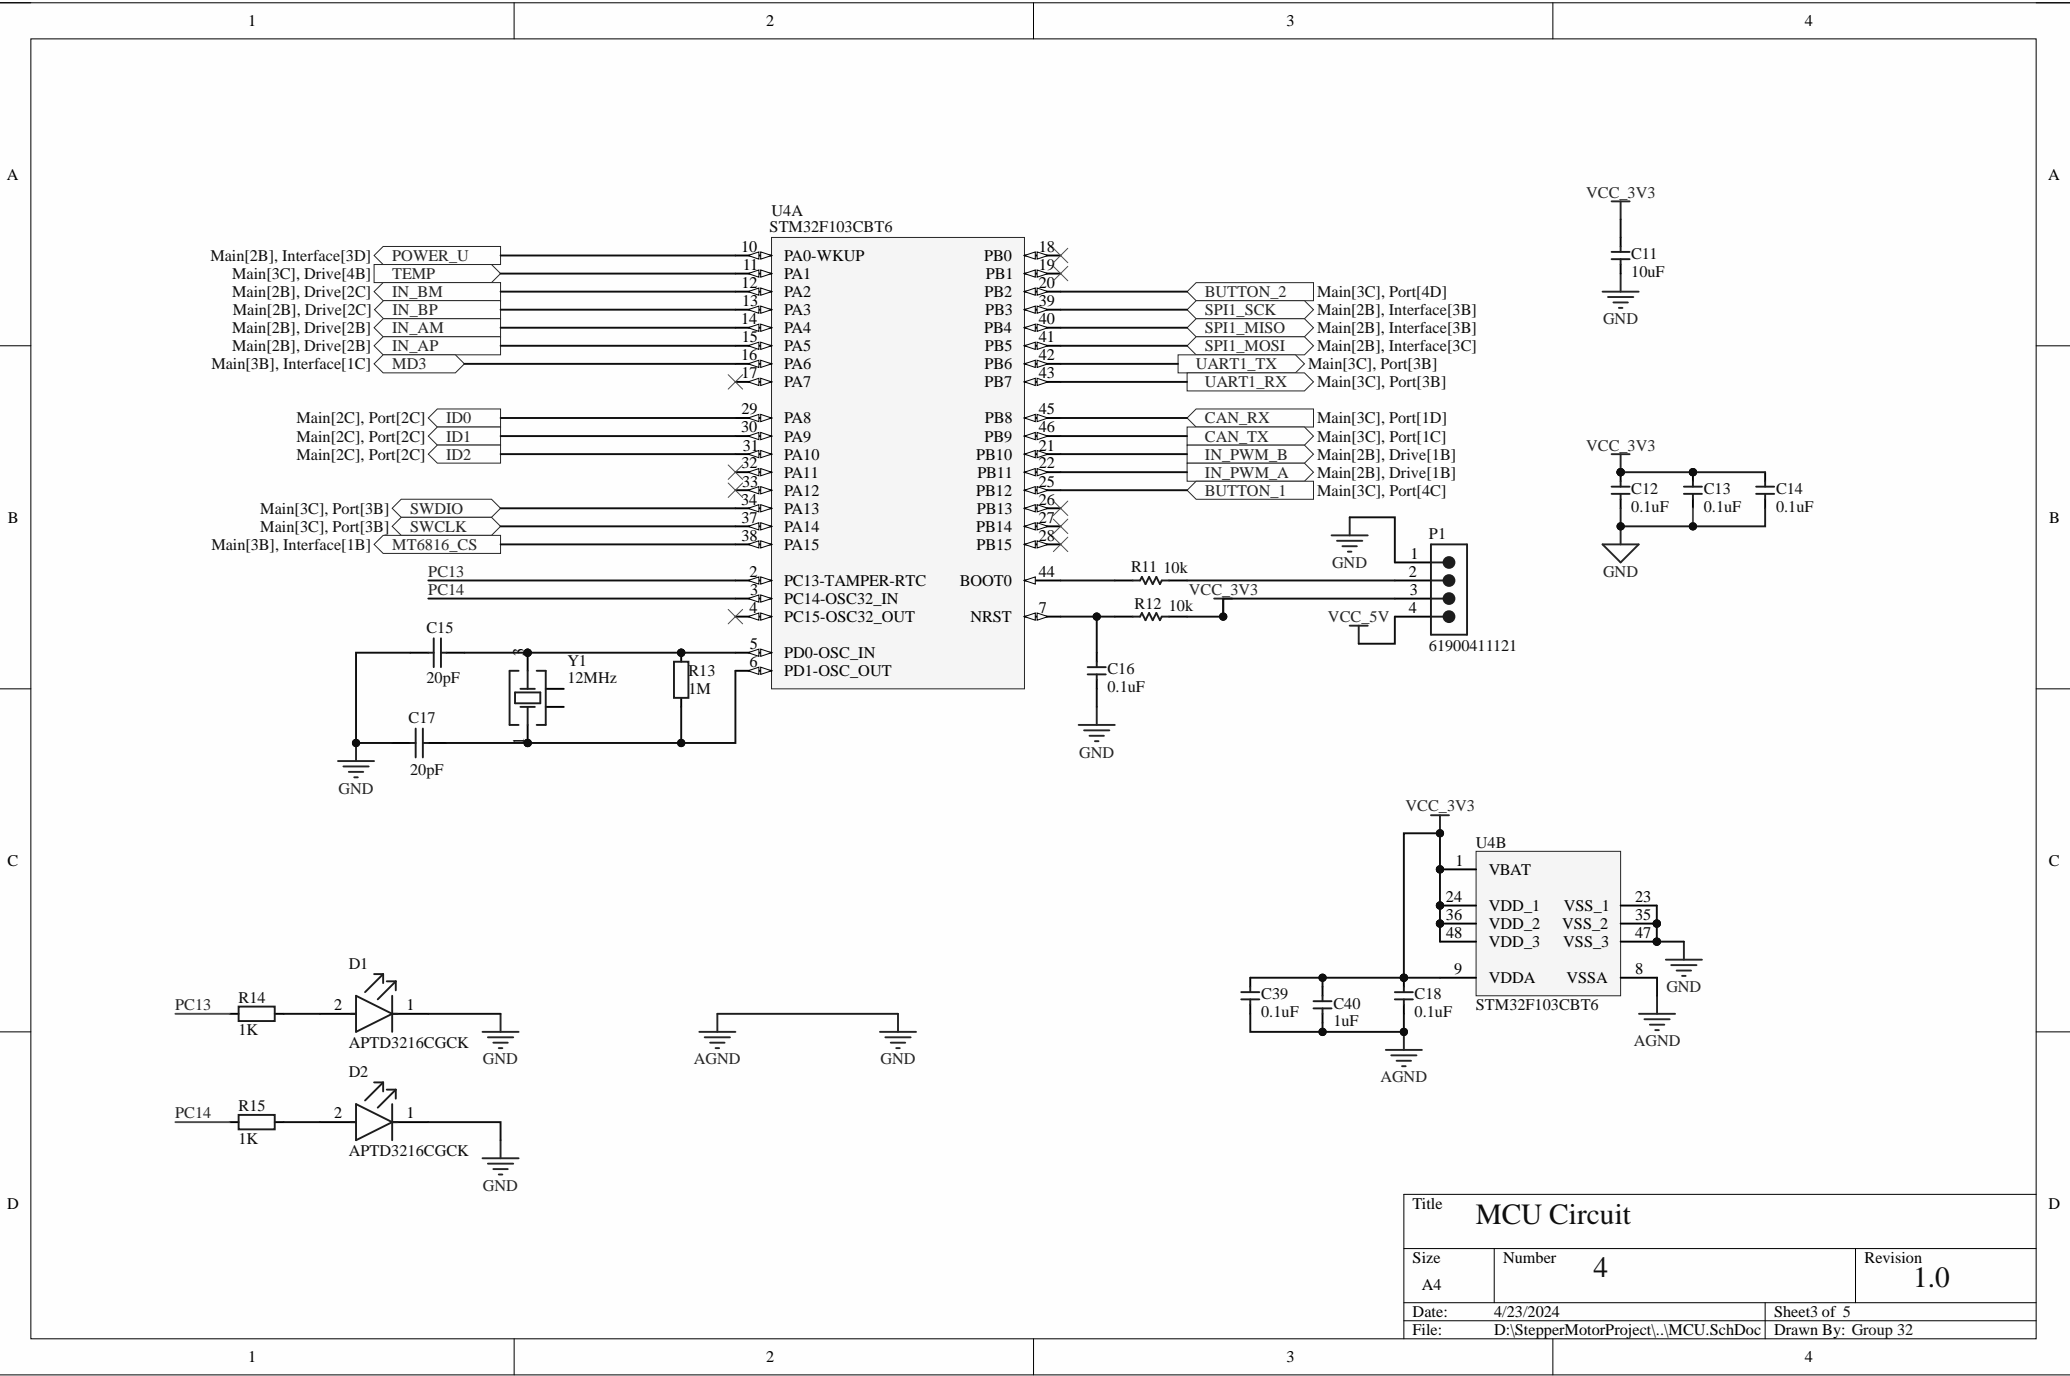 1 2 3 4
A A
B B
C C
D D
1 2 3 4
U4A
STM32F103CBT6
Main[2B], Interface[3D] POWER_U 10 PA0-WKUP
Main[3C], Drive[4B] TEMP 11 PA1
Main[2B], Drive[2C] IN_BM 12 PA2
Main[2B], Drive[2C] IN_BP 13 PA3
Main[2B], Drive[2B] IN_AM 14 PA4
Main[2B], Drive[2B] IN_AP 15 PA5
Main[3B], Interface[1C] MD3 16 PA6
17 PA7
Main[2C], Port[2C] ID0 29 PA8
Main[2C], Port[2C] ID1 30 PA9
Main[2C], Port[2C] ID2 31 PA10
32 PA11
33 PA12
Main[3C], Port[3B] SWDIO 34 PA13
Main[3C], Port[3B] SWCLK 37 PA14
Main[3B], Interface[1B] MT6816_CS 38 PA15
PC13 2 PC13-TAMPER-RTC
PC14 3 PC14-OSC32_IN
4 PC15-OSC32_OUT
5 PD0-OSC_IN
6 PD1-OSC_OUT
PB0 18
PB1 19
PB2 20 BUTTON_2 Main[3C], Port[4D]
PB3 39 SPI1_SCK Main[2B], Interface[3B]
PB4 40 SPI1_MISO Main[2B], Interface[3B]
PB5 41 SPI1_MOSI Main[2B], Interface[3C]
PB6 42 UART1_TX Main[3C], Port[3B]
PB7 43 UART1_RX Main[3C], Port[3B]
PB8 45 CAN_RX Main[3C], Port[1D]
PB9 46 CAN_TX Main[3C], Port[1C]
PB10 21 IN_PWM_B Main[2B], Drive[1B]
PB11 22 IN_PWM_A Main[2B], Drive[1B]
PB12 25 BUTTON_1 Main[3C], Port[4C]
PB13 26
PB14 27
PB15 28
BOOT0 44 R11 10k
NRST 7 R12 10k
VCC_3V3
GND
VCC_5V
P1
1
2
3
4
61900411121
C16
0.1uF
GND
C15
20pF
Y1
12MHz
R13
1M
C17
20pF
GND
VCC_3V3
C11
10uF
GND
VCC_3V3
C12 C13 C14
0.1uF 0.1uF 0.1uF
GND
VCC_3V3
U4B
1 VBAT
24 VDD_1 VSS_1 23
36 VDD_2 VSS_2 35
48 VDD_3 VSS_3 47
9 VDDA VSSA 8
STM32F103CBT6
GND
AGND
C39
0.1uF
C40
1uF
C18
0.1uF
AGND
D1
PC13 R14 2 1
1K
APTD3216CGCK
GND
AGND GND
D2
PC14 R15 2 1
1K
APTD3216CGCK
GND
Title MCU Circuit
Size Number 4 Revision
A4 1.0
Date: 4/23/2024 Sheet3 of 5
File: D:\StepperMotorProject\..\MCU.SchDoc Drawn By: Group 32